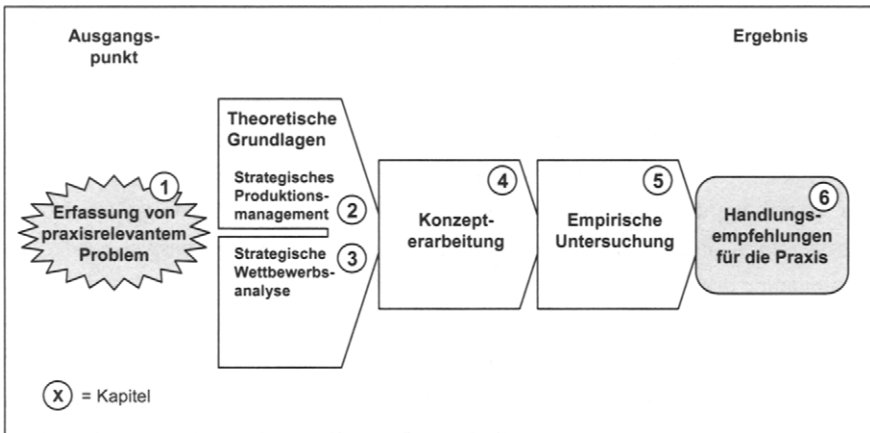 Ausgangs-
punkt
Ergebnis
1
Erfassung von
praxisrelevantem
Problem
Theoretische
Grundlagen
Strategisches
Produktions-
management 2
Strategische
Wettbewerbs-
analyse
3
4
Konzept-
erarbeitung
5
Empirische
Untersuchung
6
Handlungs-
empfehlungen
für die Praxis
X = Kapitel